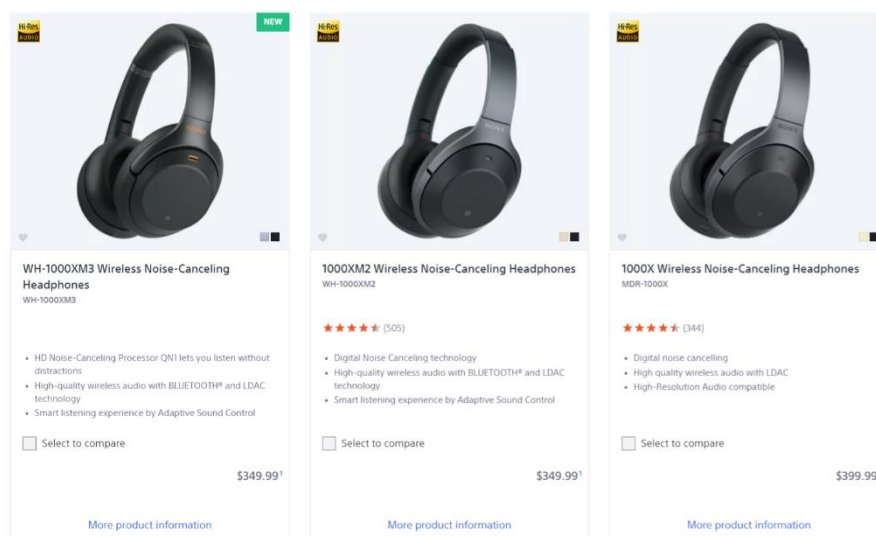 Hi-Res
AUDIO
NEW
SONY
WH-1000XM3 Wireless Noise-Canceling
Headphones
WH-1000XM3
• HD Noise-Canceling Processor QN1 lets you listen without
distractions
• High-quality wireless audio with BLUETOOTH® and LDAC
technology
• Smart listening experience by Adaptive Sound Control
Select to compare
$349.99¹
More product information
Hi-Res
AUDIO
SONY
1000XM2 Wireless Noise-Canceling Headphones
WH-1000XM2
(505)
• Digital Noise Canceling technology
• High-quality wireless audio with BLUETOOTH® and LDAC
technology
• Smart listening experience by Adaptive Sound Control
Select to compare
$349.99¹
More product information
Hi-Res
AUDIO
SONY
1000X Wireless Noise-Canceling Headphones
MDR-1000X
(344)
• Digital noise cancelling
• High quality wireless audio with LDAC
• High-Resolution Audio compatible
Select to compare
$399.99
More product information